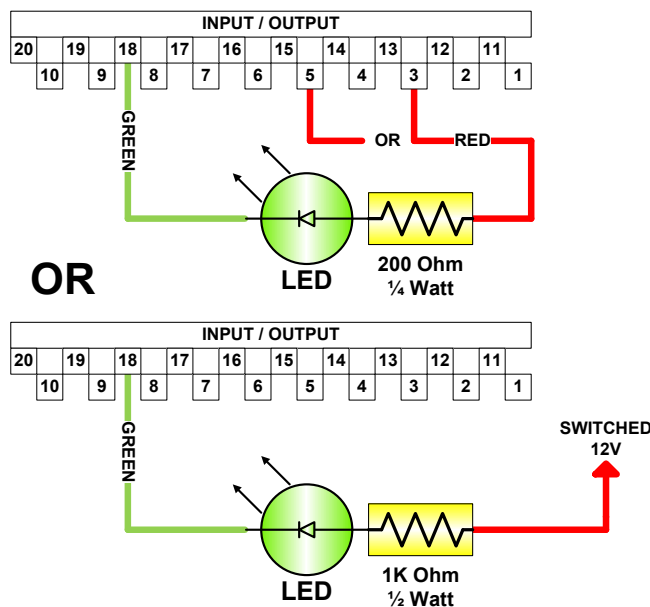 INPUT / OUTPUT
20 19 18 17 16 15 14 13 12 11
10 9 8 7 6 5 4 3 2 1
GREEN
OR RED
LED
200 Ohm
¼ Watt
OR
INPUT / OUTPUT
20 19 18 17 16 15 14 13 12 11
10 9 8 7 6 5 4 3 2 1
GREEN
SWITCHED
12V
LED
1K Ohm
½ Watt